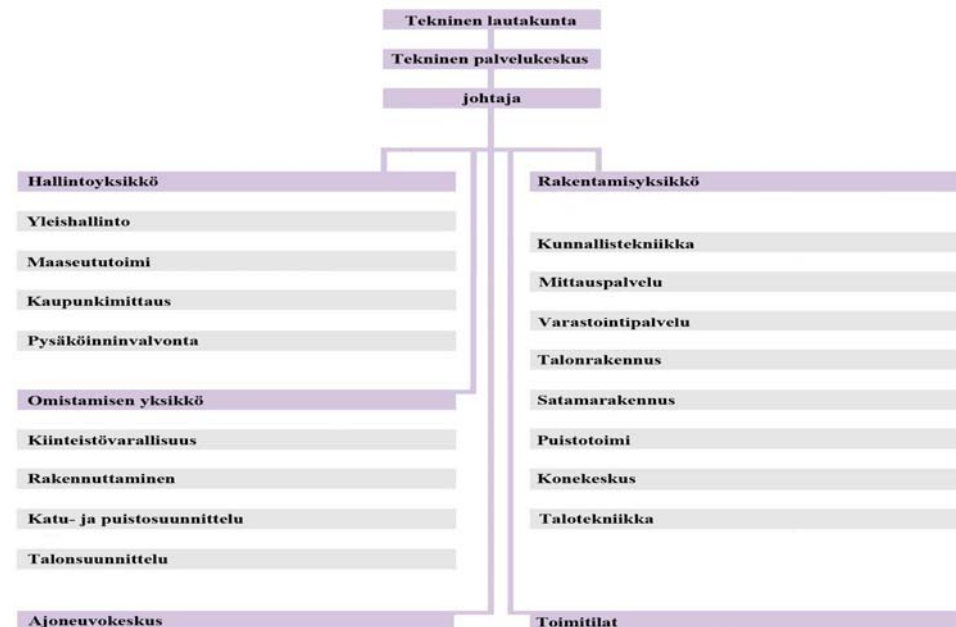 Tekninen lautakunta
Tekninen palvelukeskus
johtaja
Hallintoyksikkö
Yleishallinto
Maaseututoimi
Kaupunkimittaus
Pysäköinninvalvonta
Omistamisen yksikkö
Kiinteistövarallisuus
Rakennuttaminen
Katu- ja puistosuunnittelu
Talonsuunnittelu
Ajoneuvokeskus
Rakentamisyksikkö
Kunnallistekniikka
Mittauspalvelu
Varastointipalvelu
Talonrakennus
Satamarakennus
Puistotoimi
Konekeskus
Talotekniikka
Toimitilat